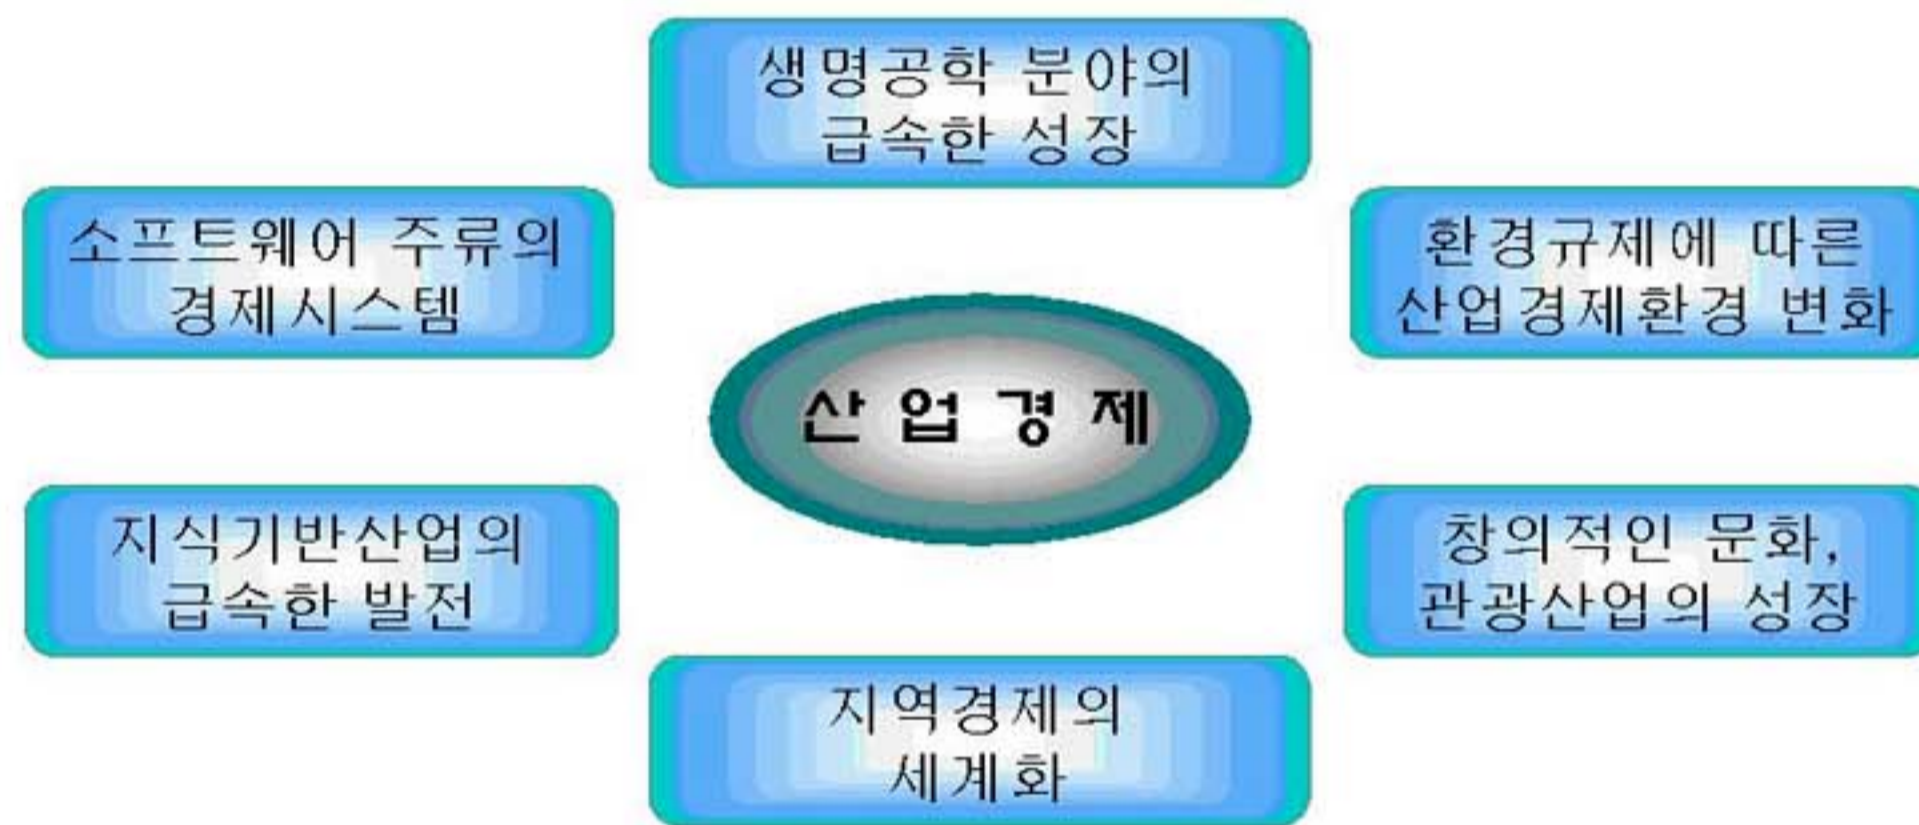 생명공학 분야의
급속한 성장
소프트웨어 주류의
경제시스템
환경규제에 따른
산업경제환경 변화
산업경제
지식기반산업의
급속한 발전
창의적인 문화,
관광산업의 성장
지역경제의
세계화